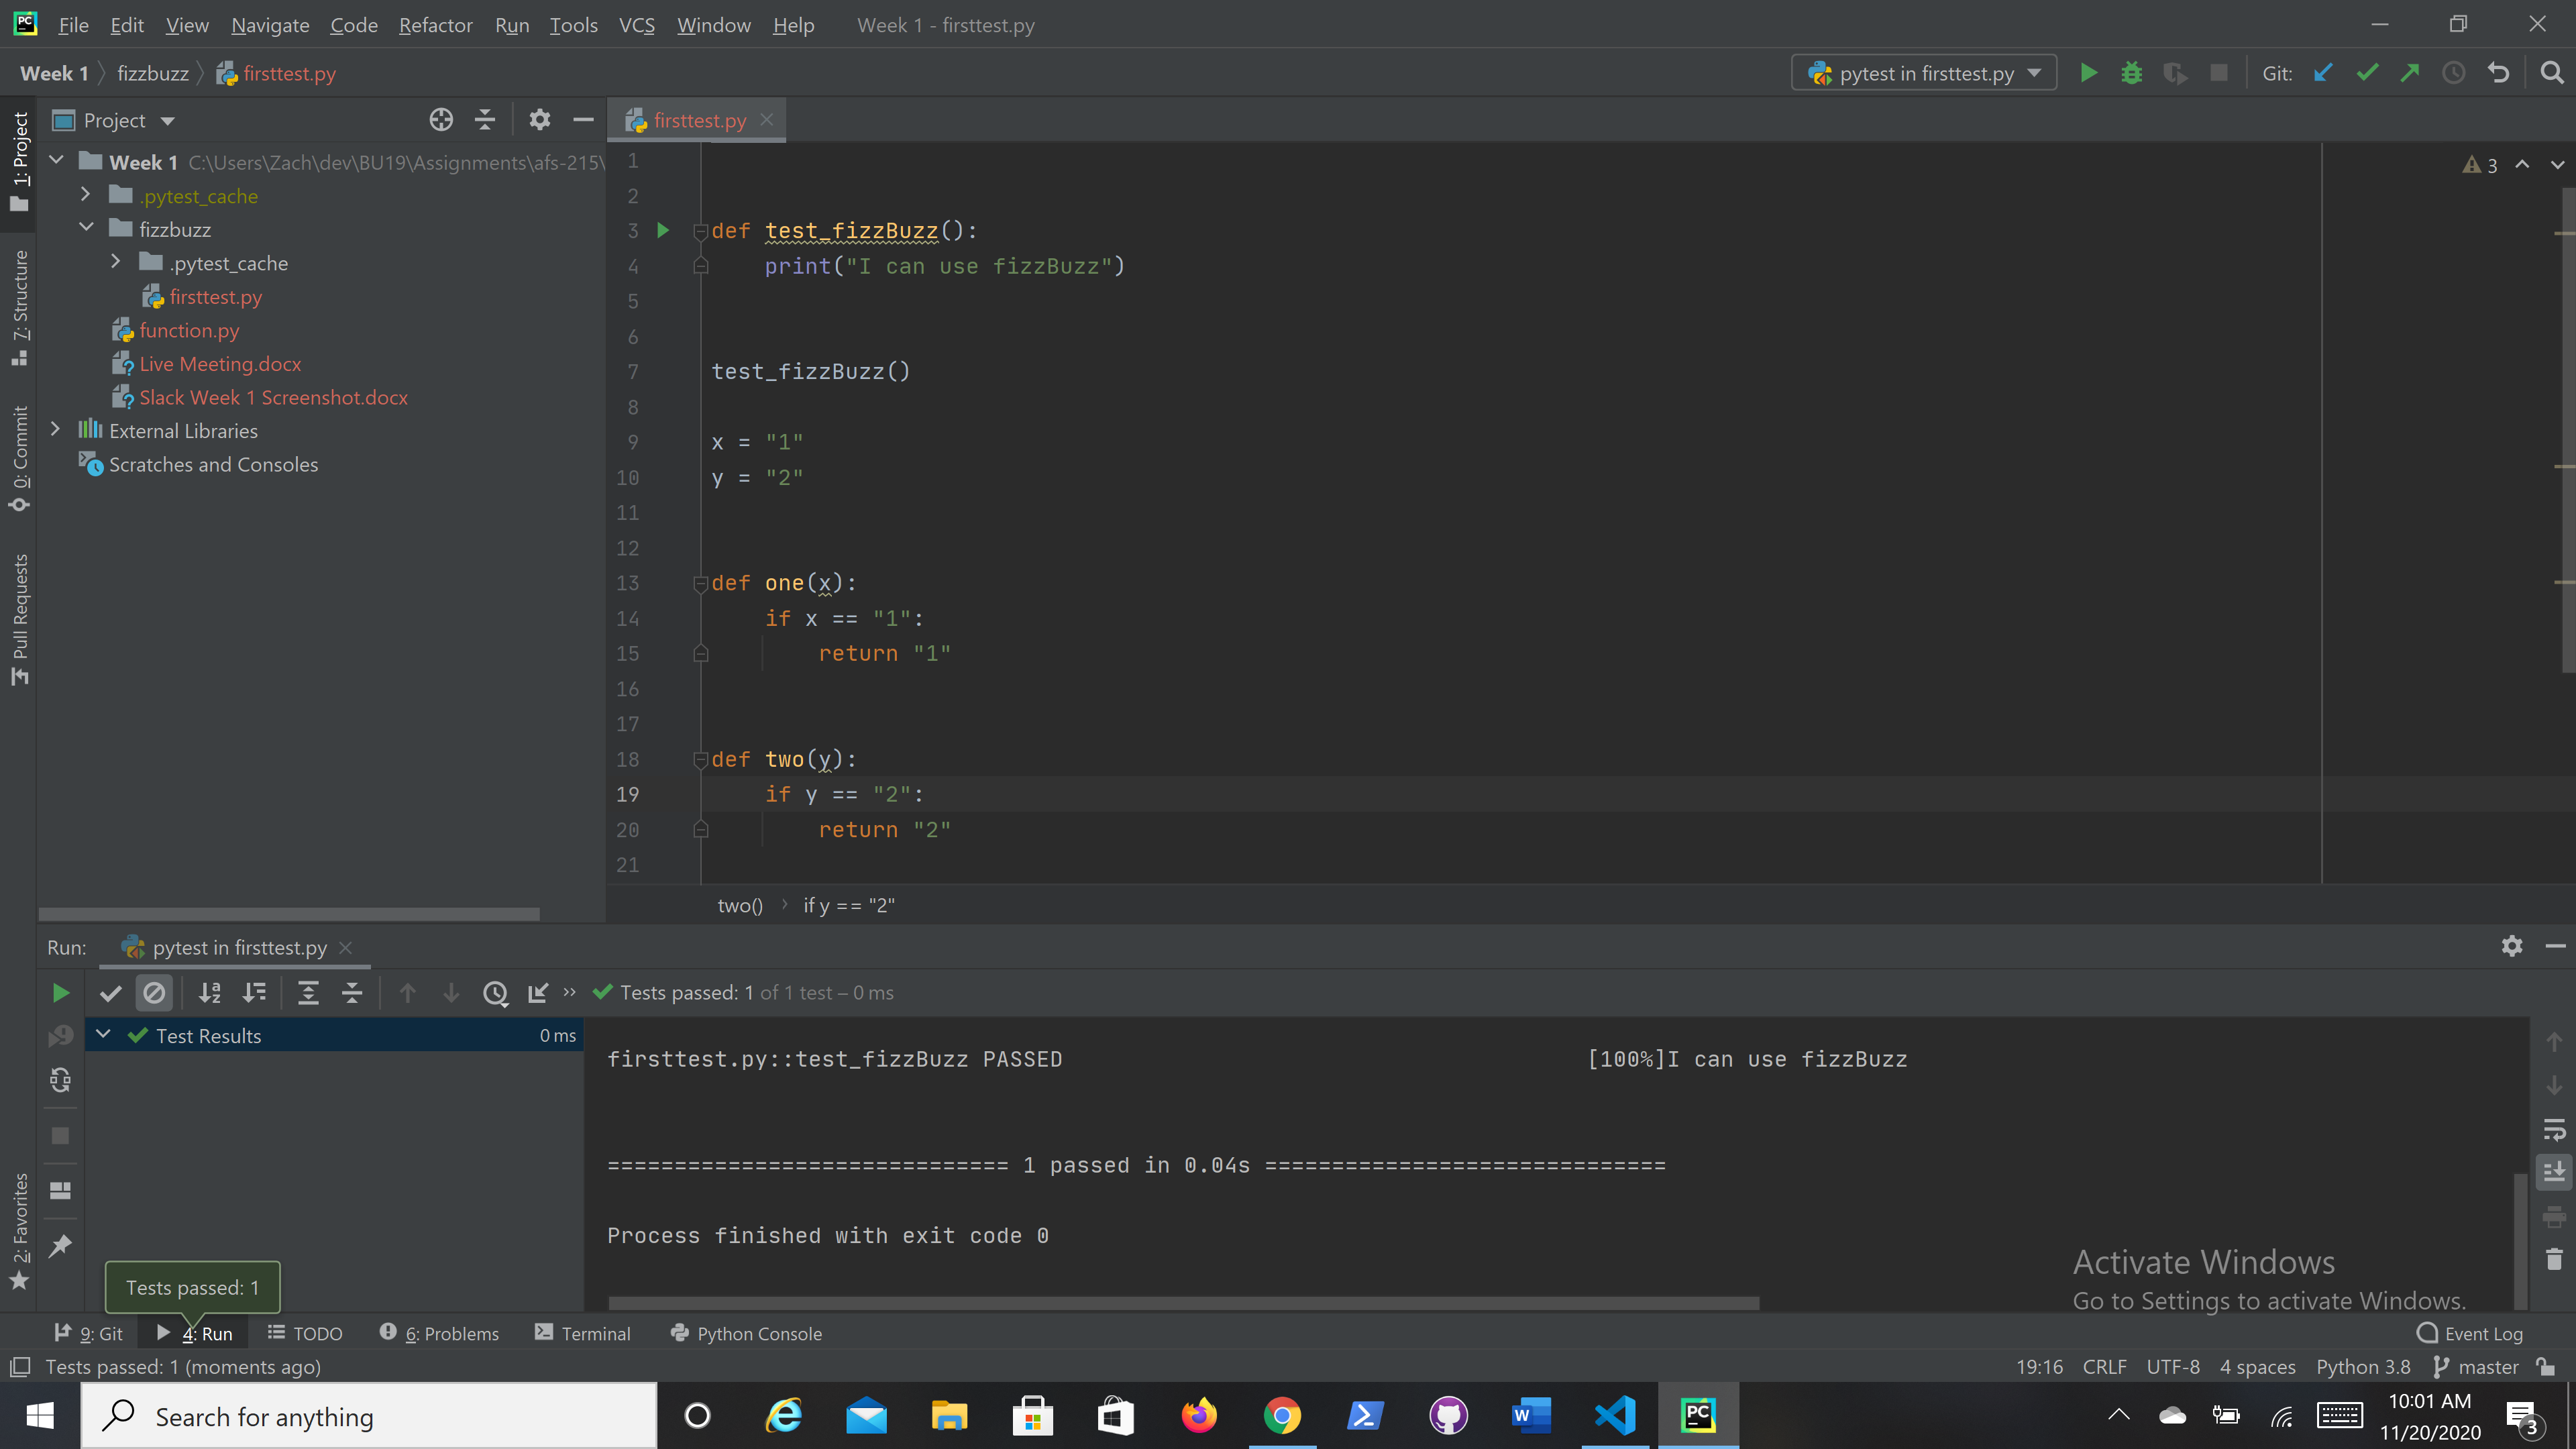 File Edit View Navigate Code Refactor Run Tools VCS Window Help Week 1 - firsttest.py
Week 1 fizzbuzz firsttest.py pytest in firsttest.py Git:
Project
firsttest.py
1: Project
7: Structure
0: Commit
Pull Requests
2: Favorites
Week 1 C:\Users\Zach\dev\BU19\Assignments\afs-215\
.pytest_cache
fizzbuzz
.pytest_cache
firsttest.py
function.py
Live Meeting.docx
Slack Week 1 Screenshot.docx
External Libraries
Scratches and Consoles
3
1
2
3 def test_fizzBuzz():
4 print("I can use fizzBuzz")
5
6
7 test_fizzBuzz()
8
9 x = "1"
10 y = "2"
11
12
13 def one(x):
14 if x == "1":
15 return "1"
16
17
18 def two(y):
19 if y == "2":
20 return "2"
21
two() if y == "2"
Run: pytest in firsttest.py
Tests passed: 1 of 1 test – 0 ms
Test Results 0 ms
firsttest.py::test_fizzBuzz PASSED [100%]I can use fizzBuzz
============================== 1 passed in 0.04s ==============================
Process finished with exit code 0
Activate Windows
Go to Settings to activate Windows.
Tests passed: 1
9: Git 4: Run TODO 6: Problems Terminal Python Console Event Log
Tests passed: 1 (moments ago) 19:16 CRLF UTF-8 4 spaces Python 3.8 master
Search for anything
10:01 AM
11/20/2020
3